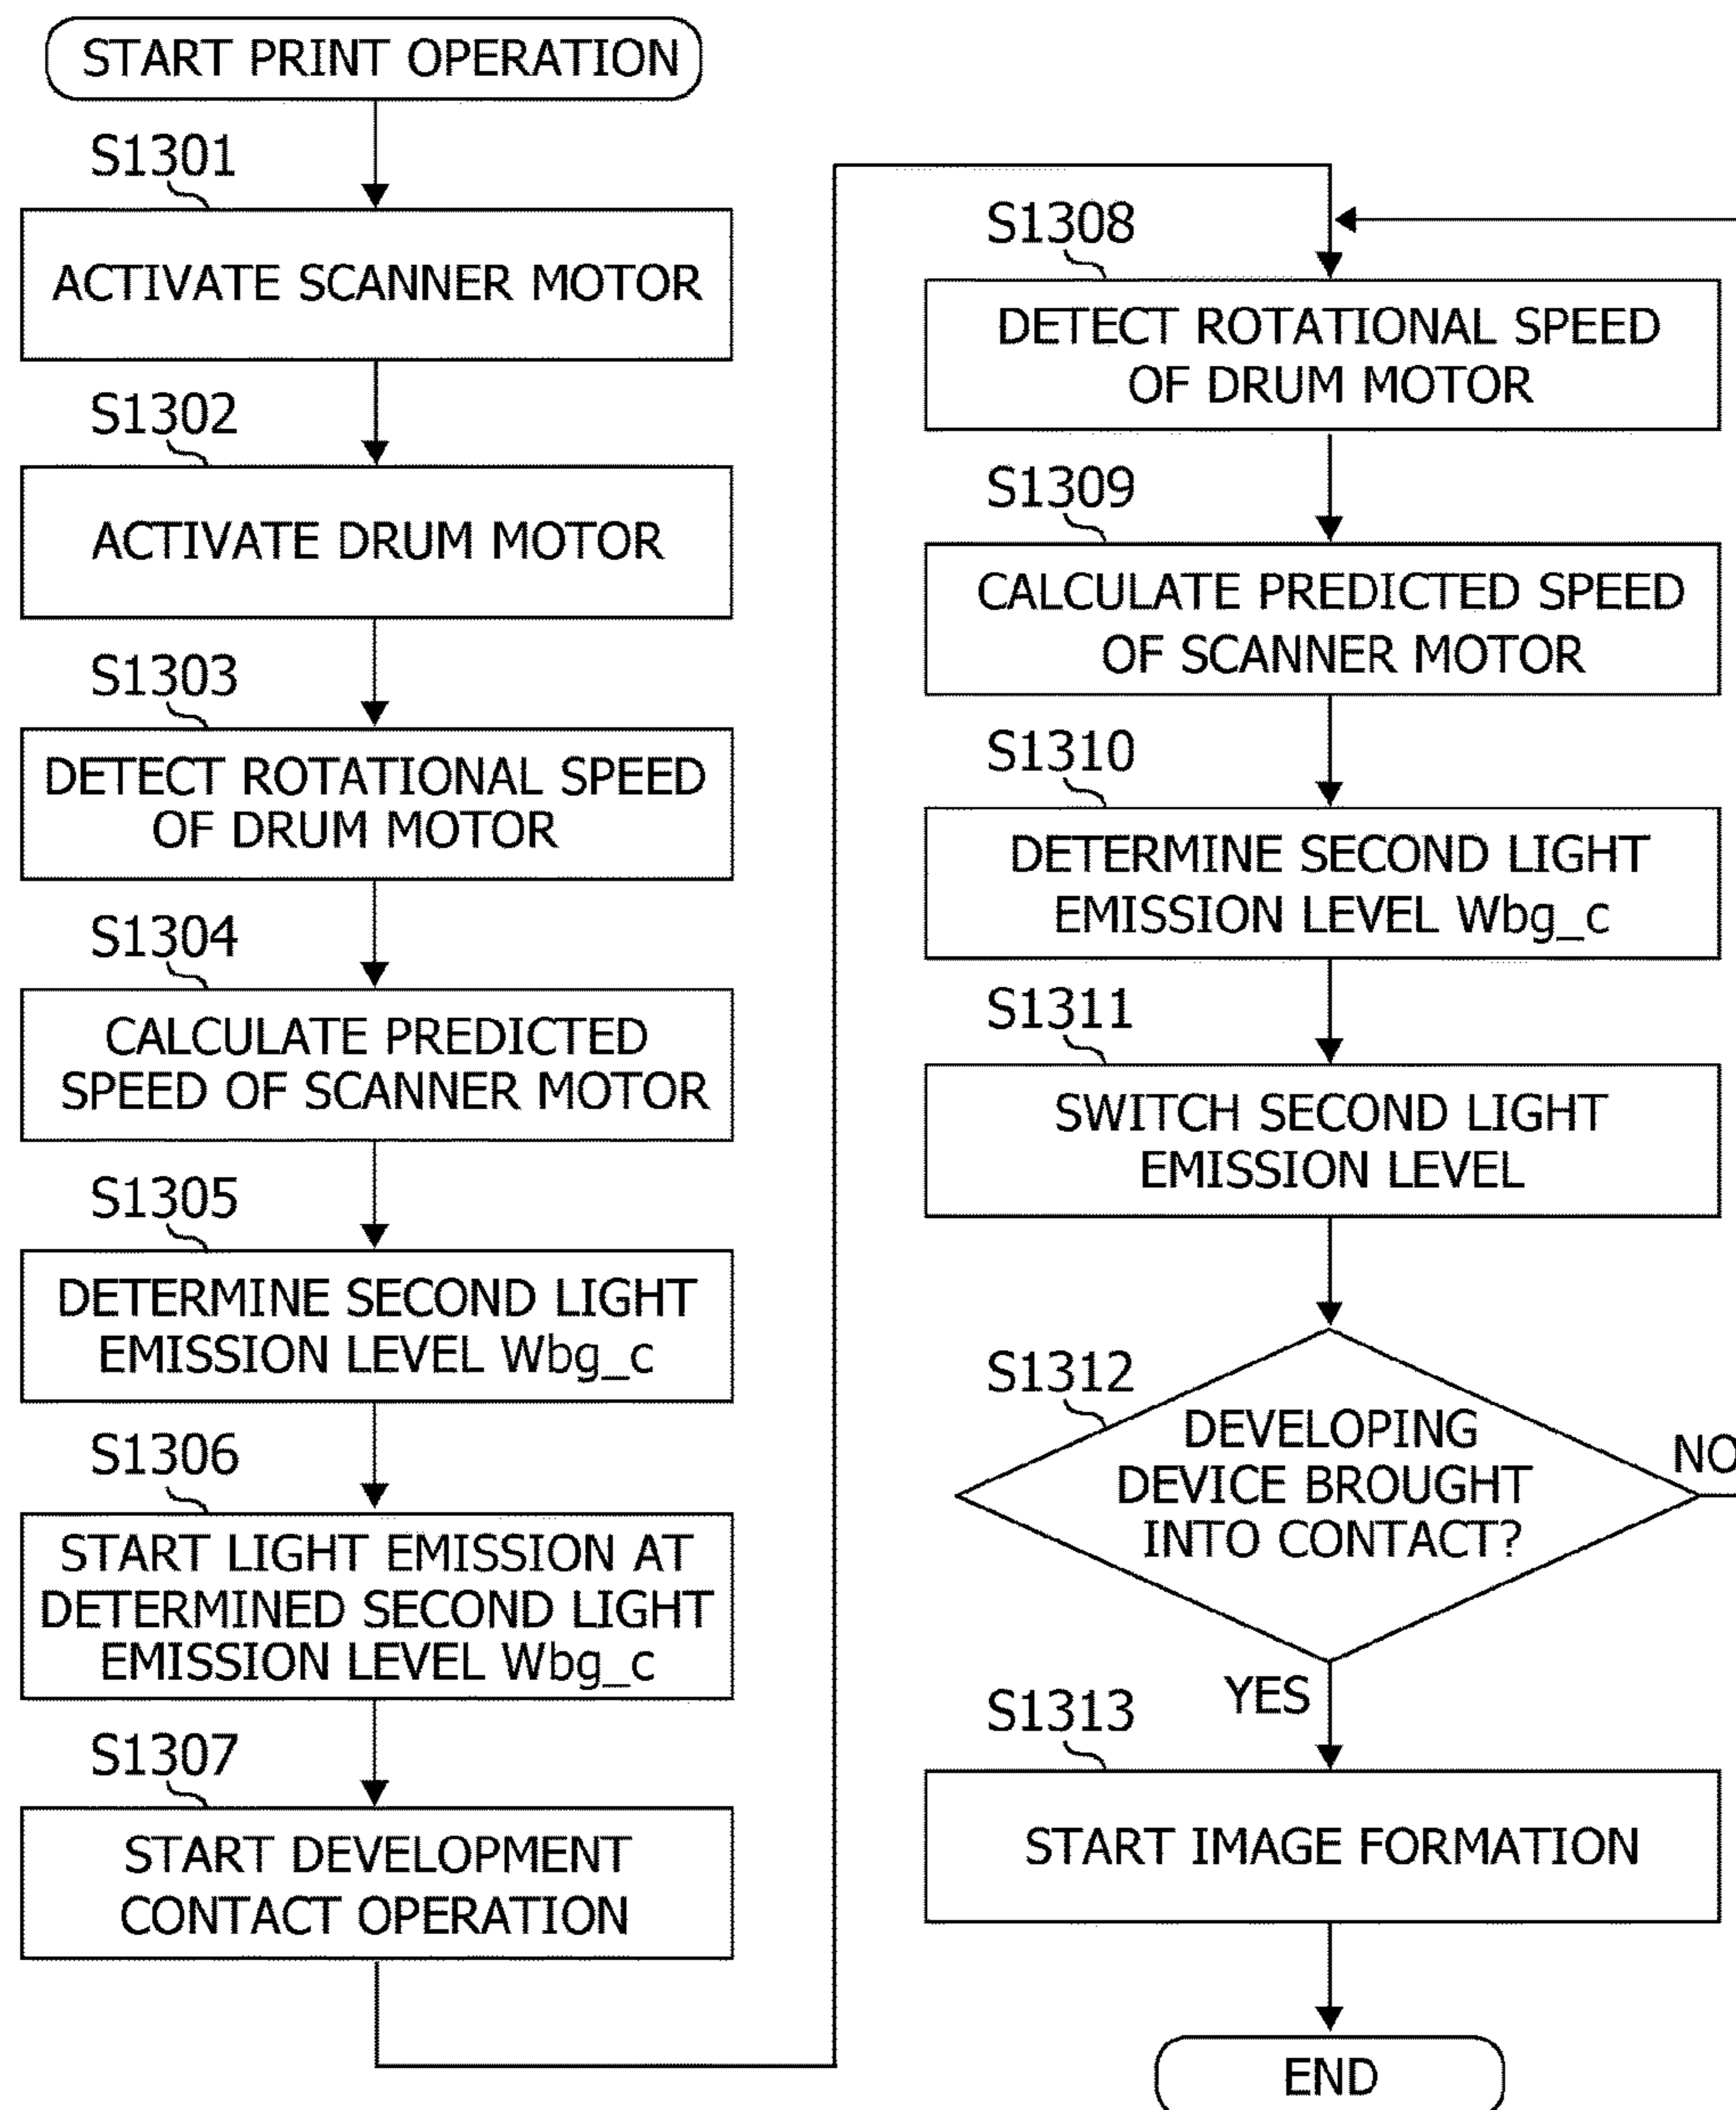 START PRINT OPERATION
S1301
ACTIVATE SCANNER MOTOR
S1302
ACTIVATE DRUM MOTOR
S1303
DETECT ROTATIONAL SPEED
OF DRUM MOTOR
S1304
CALCULATE PREDICTED
SPEED OF SCANNER MOTOR
S1305
DETERMINE SECOND LIGHT
EMISSION LEVEL Wbg_c
S1306
START LIGHT EMISSION AT
DETERMINED SECOND LIGHT
EMISSION LEVEL Wbg_c
S1307
START DEVELOPMENT
CONTACT OPERATION
S1308
DETECT ROTATIONAL SPEED
OF DRUM MOTOR
S1309
CALCULATE PREDICTED SPEED
OF SCANNER MOTOR
S1310
DETERMINE SECOND LIGHT
EMISSION LEVEL Wbg_c
S1311
SWITCH SECOND LIGHT
EMISSION LEVEL
S1312
DEVELOPING
DEVICE BROUGHT
INTO CONTACT?
NO
YES
S1313
START IMAGE FORMATION
END